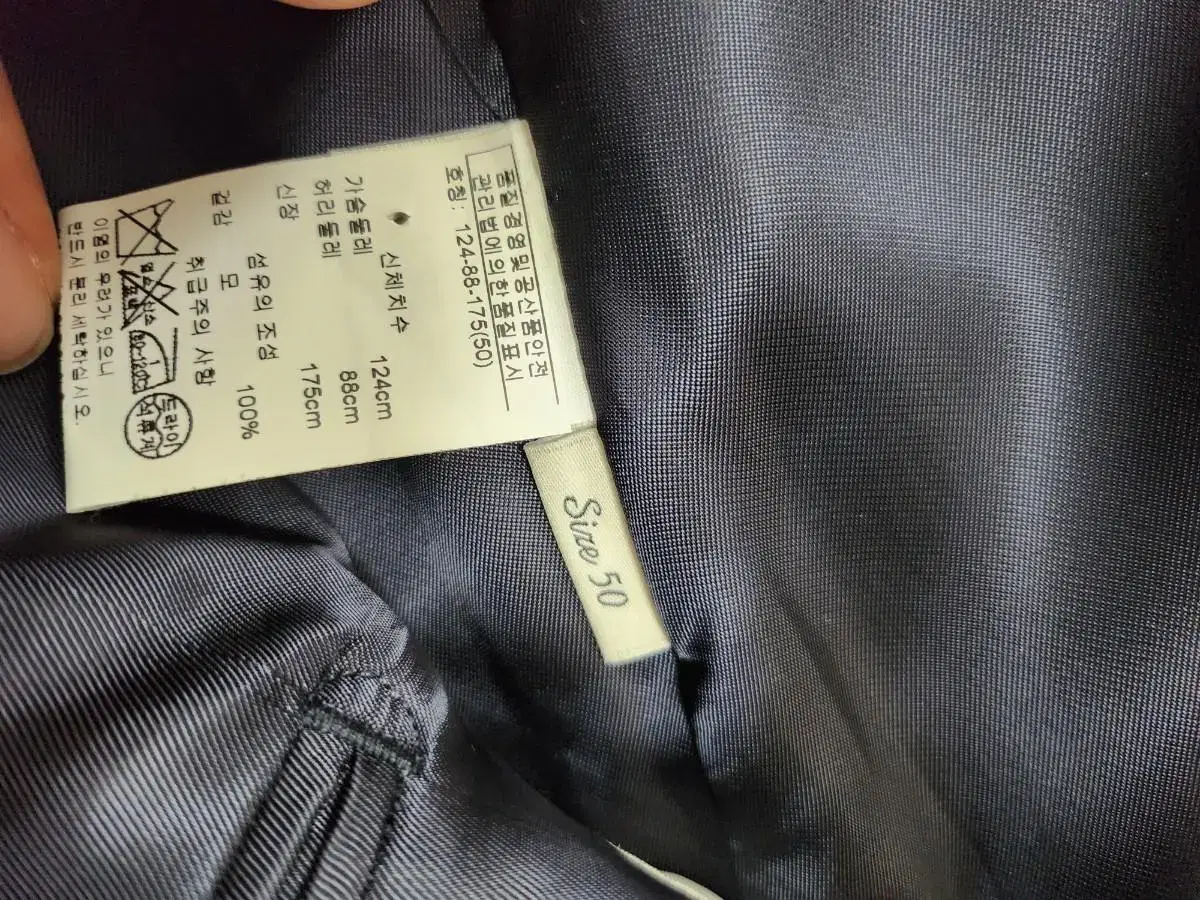 품질경영및공산품안전
관리법에의한품질표시
호칭: 124-88-175(50)
신체치수
가슴둘레 124cm
허리둘레 88cm
신장 175cm
섬유의 조성
겉감 모 100%
취급주의 사항
드라이
석유계
이염의 우려가 있으니
반드시 분리 세탁하십시오.
Size 50